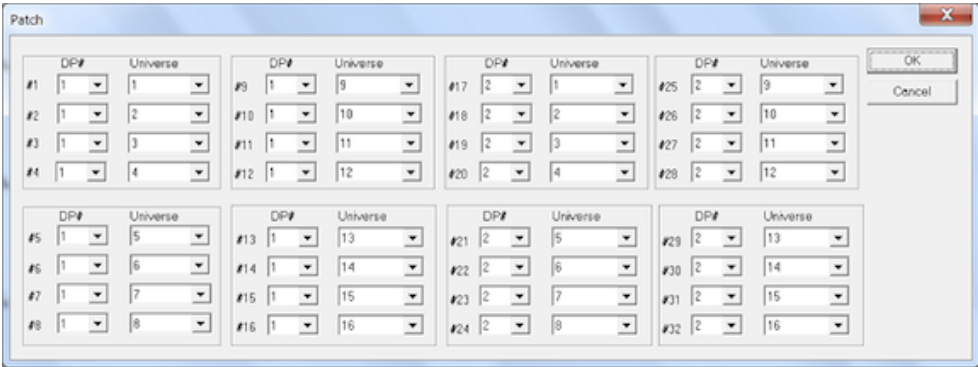 Patch
DP# Universe DP# Universe DP# Universe DP# Universe OK
#1 1 1 #9 1 9 #17 2 1 #25 2 9
Cancel
#2 1 2 #10 1 10 #18 2 2 #26 2 10
#3 1 3 #11 1 11 #19 2 3 #27 2 11
#4 1 4 #12 1 12 #20 2 4 #28 2 12
DP# Universe DP# Universe DP# Universe DP# Universe
#5 1 5 #13 1 13 #21 2 5 #29 2 13
#6 1 6 #14 1 14 #22 2 6 #30 2 14
#7 1 7 #15 1 15 #23 2 7 #31 2 15
#8 1 8 #16 1 16 #24 2 8 #32 2 16